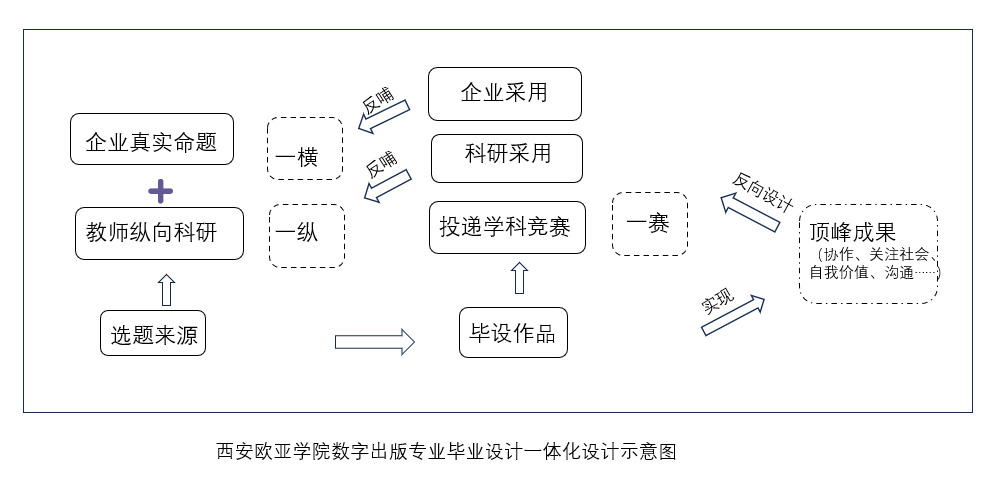 企业采用
反哺
企业真实命题
一横
科研采用
反哺
+
教师纵向科研
一纵
投递学科竞赛
一赛
反向设计
顶峰成果
（协作、关注社会、
自我价值、沟通……）
选题来源
毕设作品
实现
西安欧亚学院数字出版专业毕业设计一体化设计示意图